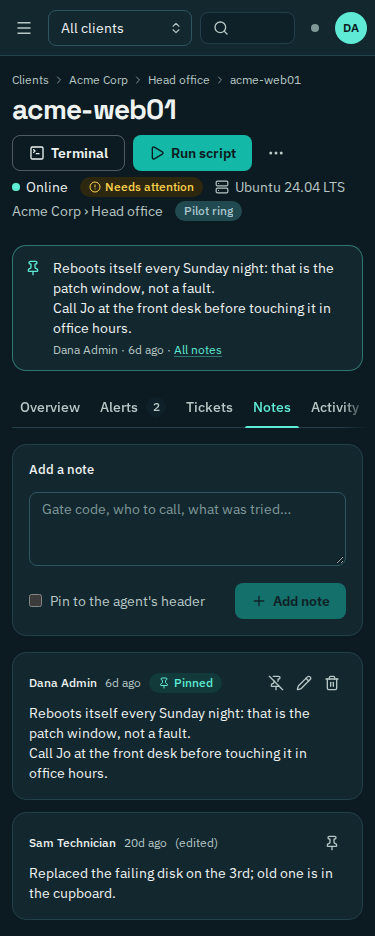 All clients
DA
Clients > Acme Corp > Head office > acme-web01
acme-web01
Terminal
Run script
Online
Needs attention
Ubuntu 24.04 LTS
Acme Corp › Head office
Pilot ring
Reboots itself every Sunday night: that is the
patch window, not a fault.
Call Jo at the front desk before touching it in
office hours.
Dana Admin · 6d ago · All notes
Overview Alerts 2 Tickets Notes Activity
Add a note
Gate code, who to call, what was tried...
Pin to the agent's header
+ Add note
Dana Admin 6d ago Pinned
Reboots itself every Sunday night: that is the
patch window, not a fault.
Call Jo at the front desk before touching it in
office hours.
Sam Technician 20d ago (edited)
Replaced the failing disk on the 3rd; old one is in
the cupboard.